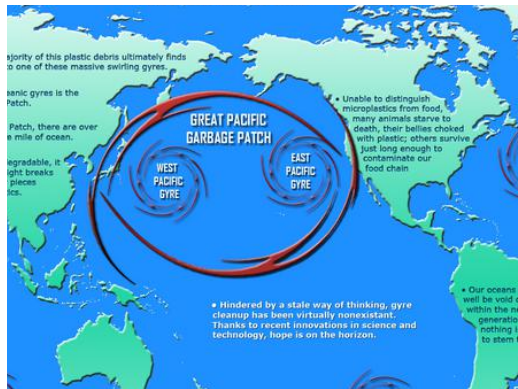 ajority of this plastic debris ultimately finds
o one of these massive swirling gyres.
eanic gyres is the
Patch.
Patch, there are over
e mile of ocean.
degradable, it
ight breaks
pieces
ics.
GREAT PACIFIC
GARBAGE PATCH
WEST
PACIFIC
GYRE
EAST
PACIFIC
GYRE
• Unable to distinguish
microplastics from food,
many animals starve to
death, their bellies choked
with plastic; others survive
just long enough to
contaminate our
food chain
• Hindered by a stale way of thinking, gyre
cleanup has been virtually nonexistant.
Thanks to recent innovations in science and
technology, hope is on the horizon.
• Our oceans
well be void o
within the ne
generatio
nothing i
to stem t